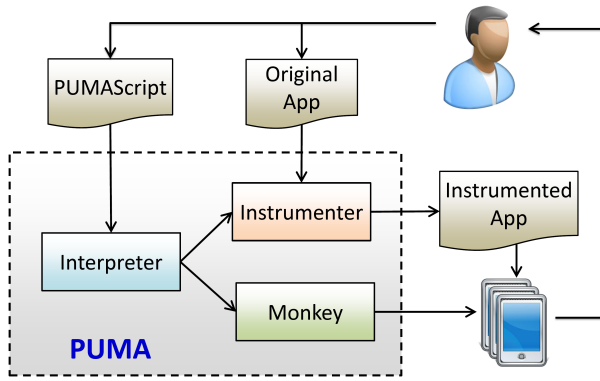 PUMAScript
Original
App
Instrumenter
Instrumented
App
Interpreter
Monkey
PUMA